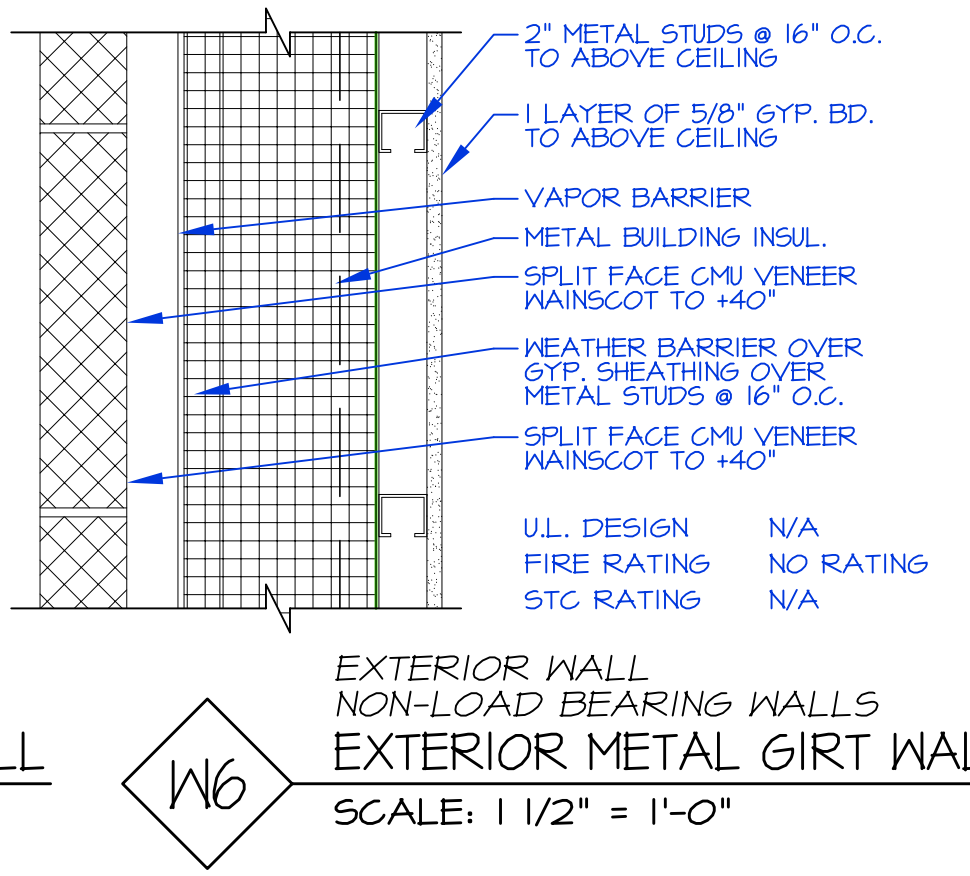 2" METAL STUDS @ 16" O.C.
TO ABOVE CEILING
1 LAYER OF 5/8" GYP. BD.
TO ABOVE CEILING
VAPOR BARRIER
METAL BUILDING INSUL.
SPLIT FACE CMU VENEER
WAINSCOT TO +40"
WEATHER BARRIER OVER
GYP. SHEATHING OVER
METAL STUDS @ 16" O.C.
SPLIT FACE CMU VENEER
WAINSCOT TO +40"
U.L. DESIGN N/A
FIRE RATING NO RATING
STC RATING N/A
EXTERIOR WALL
NON-LOAD BEARING WALLS
EXTERIOR METAL GIRT WAL
LL
W6
SCALE: 1 1/2" = 1'-0"